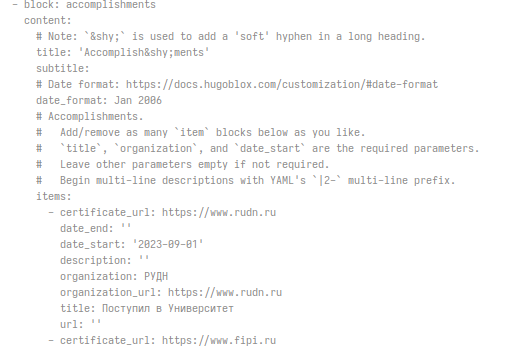 - block: accomplishments
content:
# Note: `&shy;` is used to add a 'soft' hyphen in a long heading.
title: 'Accomplish&shy;ments'
subtitle:
# Date format: https://docs.hugoblox.com/customization/#date-format
date_format: Jan 2006
# Accomplishments.
#   Add/remove as many `item` blocks below as you like.
#   `title`, `organization`, and `date_start` are the required parameters.
#   Leave other parameters empty if not required.
#   Begin multi-line descriptions with YAML's `|2-` multi-line prefix.
items:
- certificate_url: https://www.rudn.ru
date_end: ''
date_start: '2023-09-01'
description: ''
organization: РУДН
organization_url: https://www.rudn.ru
title: Поступил в Университет
url: ''
- certificate_url: https://www.fipi.ru